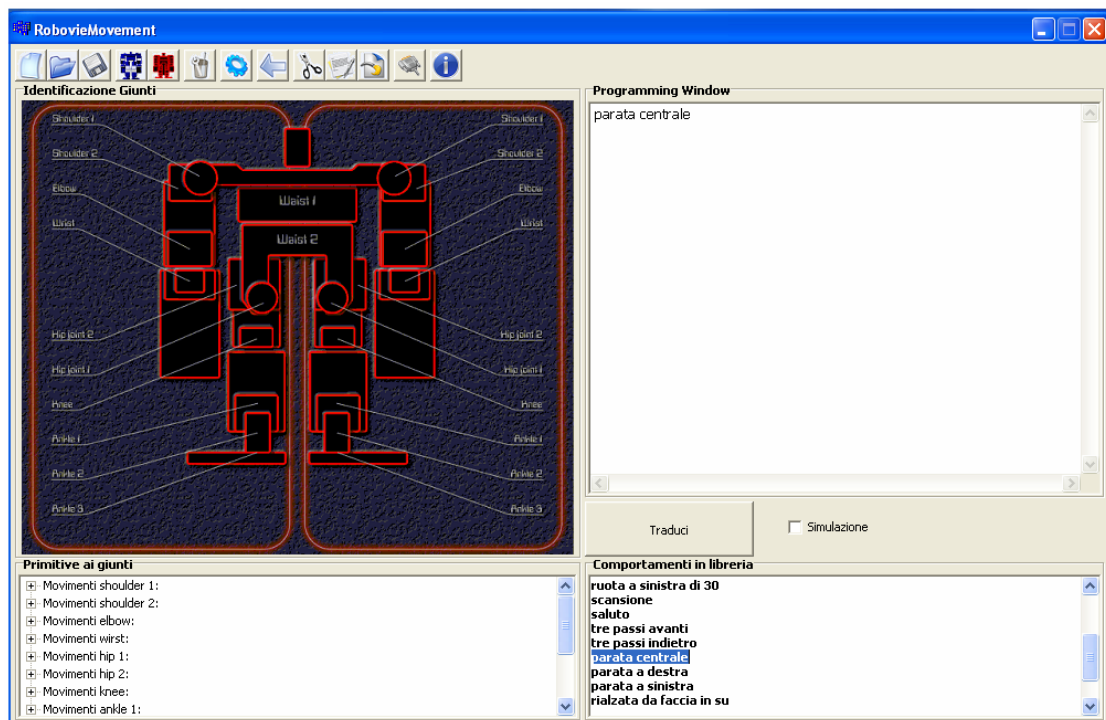 RobovieMovement
Identificazione Giunti
Shoulder 1
Shoulder 2
Elbow
Wrist
Hip joint 2
Hip joint 1
Knee
Ankle 1
Ankle 2
Ankle 3
Waist 1
Waist 2
Shoulder 1
Shoulder 2
Elbow
Wrist
Hip joint 2
Hip joint 1
Knee
Ankle 1
Ankle 2
Ankle 3
Programming Window
parata centrale
Traduci
Simulazione
Primitive ai giunti
Movimenti shoulder 1:
Movimenti shoulder 2:
Movimenti elbow:
Movimenti wirst:
Movimenti hip 1:
Movimenti hip 2:
Movimenti knee:
Movimenti ankle 1:
Comportamenti in libreria
ruota a sinistra di 30
scansione
saluto
tre passi avanti
tre passi indietro
parata centrale
parata a destra
parata a sinistra
rialzata da faccia in su